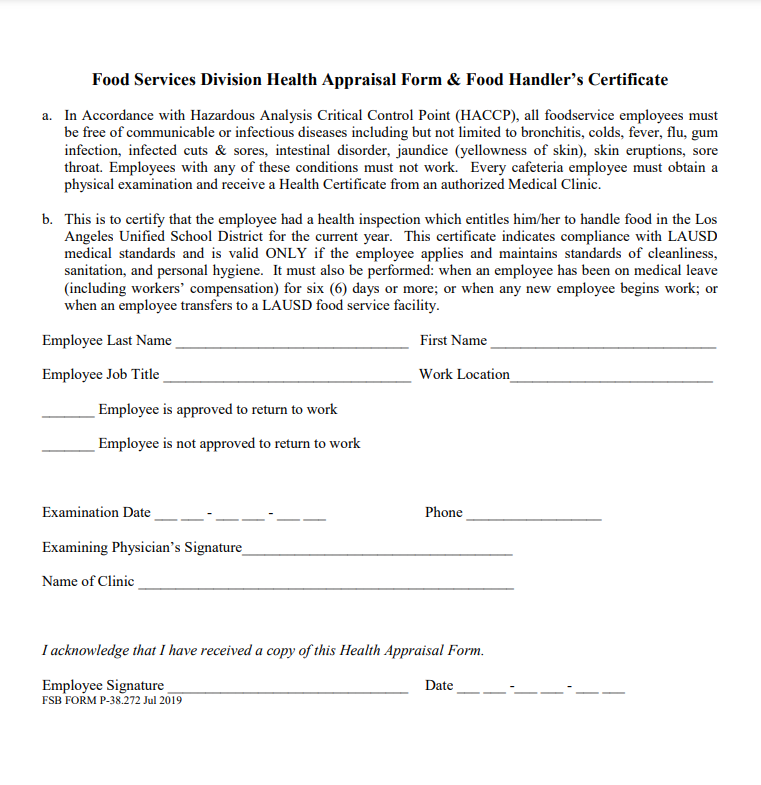 Food Services Division Health Appraisal Form & Food Handler’s Certificate
a. In Accordance with Hazardous Analysis Critical Control Point (HACCP), all foodservice employees must
be free of communicable or infectious diseases including but not limited to bronchitis, colds, fever, flu, gum
infection, infected cuts & sores, intestinal disorder, jaundice (yellowness of skin), skin eruptions, sore
throat. Employees with any of these conditions must not work. Every cafeteria employee must obtain a
physical examination and receive a Health Certificate from an authorized Medical Clinic.
b. This is to certify that the employee had a health inspection which entitles him/her to handle food in the Los
Angeles Unified School District for the current year. This certificate indicates compliance with LAUSD
medical standards and is valid ONLY if the employee applies and maintains standards of cleanliness,
sanitation, and personal hygiene. It must also be performed: when an employee has been on medical leave
(including workers’ compensation) for six (6) days or more; or when any new employee begins work; or
when an employee transfers to a LAUSD food service facility.
Employee Last Name ______________________________ First Name ______________________________
Employee Job Title ________________________________ Work Location___________________________
_______ Employee is approved to return to work
_______ Employee is not approved to return to work
Examination Date ___ ___ - ___ ___ - ___ ___ Phone __________________
Examining Physician’s Signature____________________________________
Name of Clinic __________________________________________________
I acknowledge that I have received a copy of this Health Appraisal Form.
Employee Signature ________________________________ Date ___ ___ - ___ ___ - ___ ___
FSB FORM P-38.272 Jul 2019